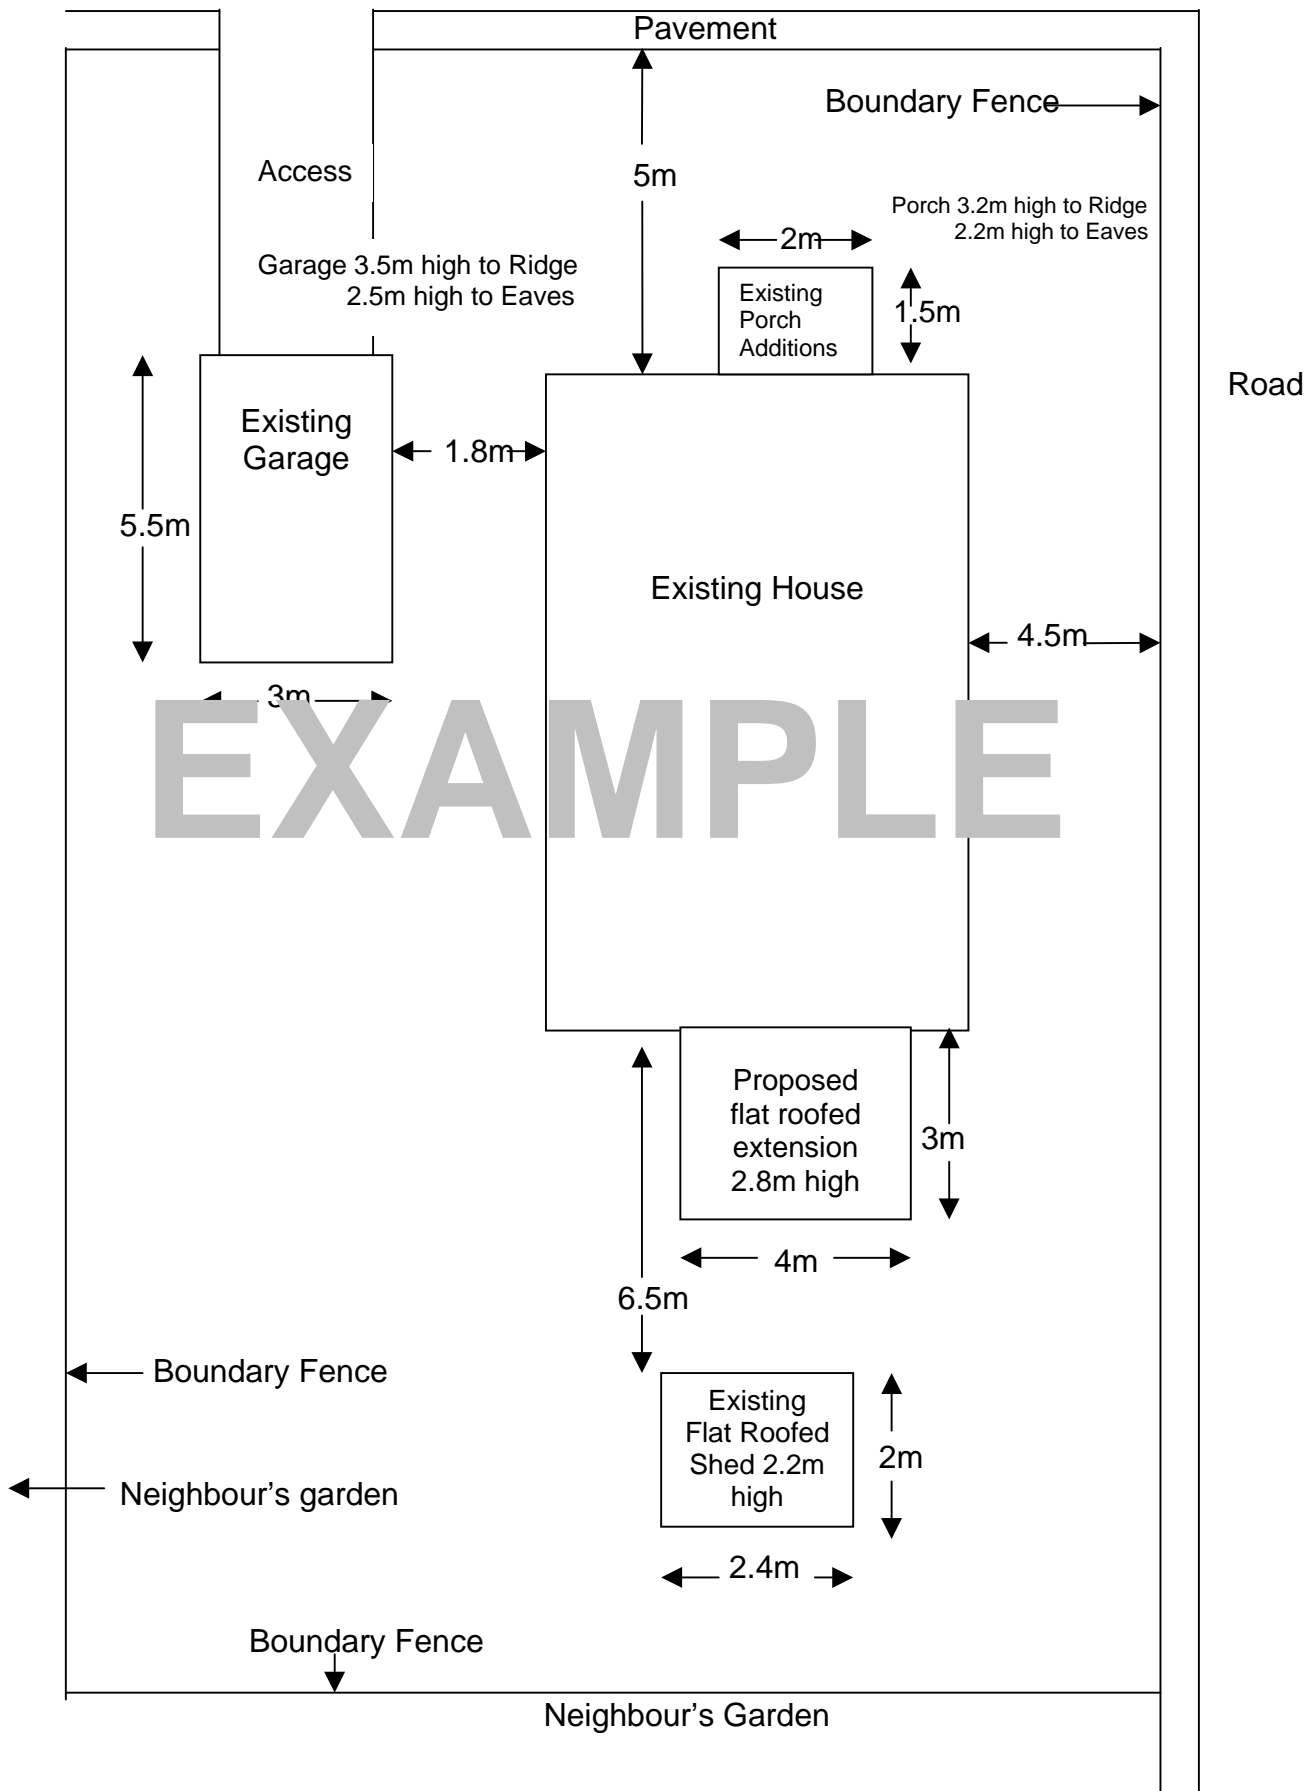 Pavement
Boundary Fence
Access
5m
Porch 3.2m high to Ridge
2.2m high to Eaves
2m
Garage 3.5m high to Ridge
2.5m high to Eaves
Existing
Porch
Additions
1.5m
Road
Existing
Garage
1.8m
5.5m
Existing House
4.5m
3m
EXAMPLE
Proposed
flat roofed
extension
2.8m high
3m
4m
6.5m
Boundary Fence
Existing
Flat Roofed
Shed 2.2m
high
2m
Neighbour's garden
2.4m
Boundary Fence
Neighbour's Garden